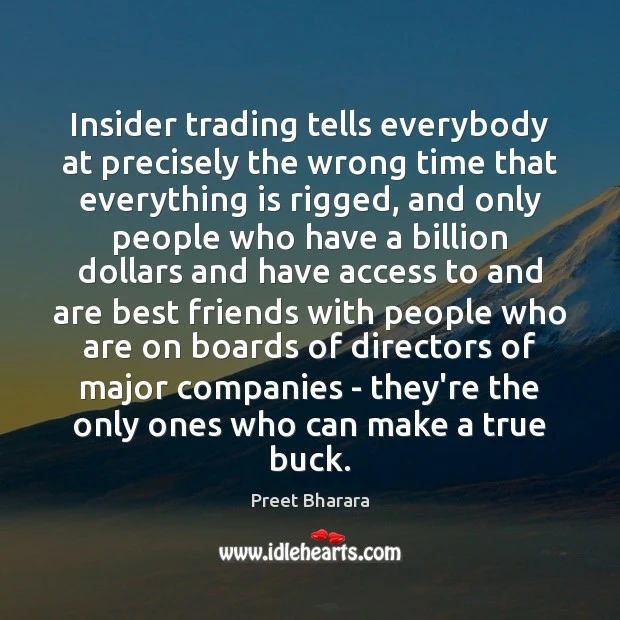 Insider trading tells everybody
at precisely the wrong time that
everything is rigged, and only
people who have a billion
dollars and have access to and
are best friends with people who
are on boards of directors of
major companies - they're the
only ones who can make a true
buck.
Preet Bharara
www.idlehearts.com